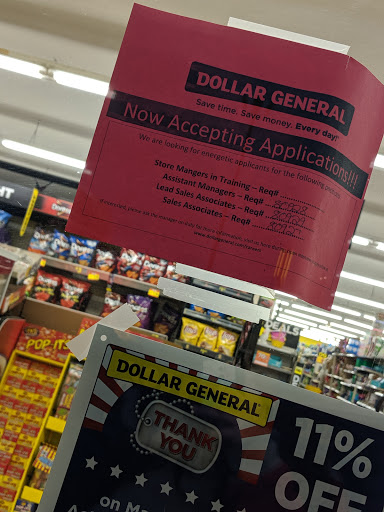 DOLLAR GENERAL
Save time. Save money. Every day!
Now Accepting Applications!!!
We are looking for energetic applicants for the following positions
Store Mangers in Training – Req#
Assistant Managers – Req#
Lead Sales Associates – Req#
Sales Associates – Req#
POP
DEALS
DOLLAR GENERAL
THANK YOU
11%
OFF
on